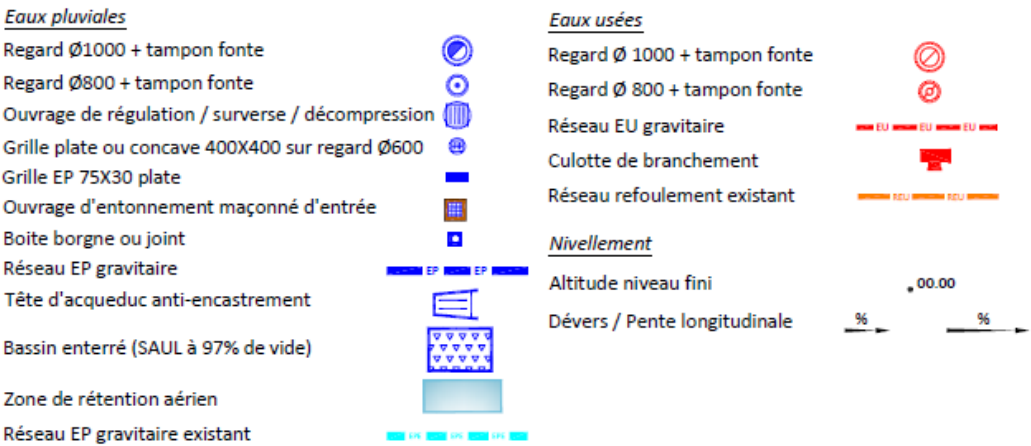 Eaux pluviales
Regard Ø1000 + tampon fonte
Regard Ø800 + tampon fonte
Ouvrage de régulation / surverse / décompression
Grille plate ou concave 400X400 sur regard Ø600
Grille EP 75X30 plate
Ouvrage d'entonnement maçonné d'entrée
Boite borgne ou joint
Réseau EP gravitaire EP EP
Tête d'acqueduc anti-encastrement
Bassin enterré (SAUL à 97% de vide)
Zone de rétention aérien
Réseau EP gravitaire existant
Eaux usées
Regard Ø 1000 + tampon fonte
Regard Ø 800 + tampon fonte
Réseau EU gravitaire EU EU EU
Culotte de branchement
Réseau refoulement existant REU REU
Nivellement
Altitude niveau fini .00.00
Dévers / Pente longitudinale % %